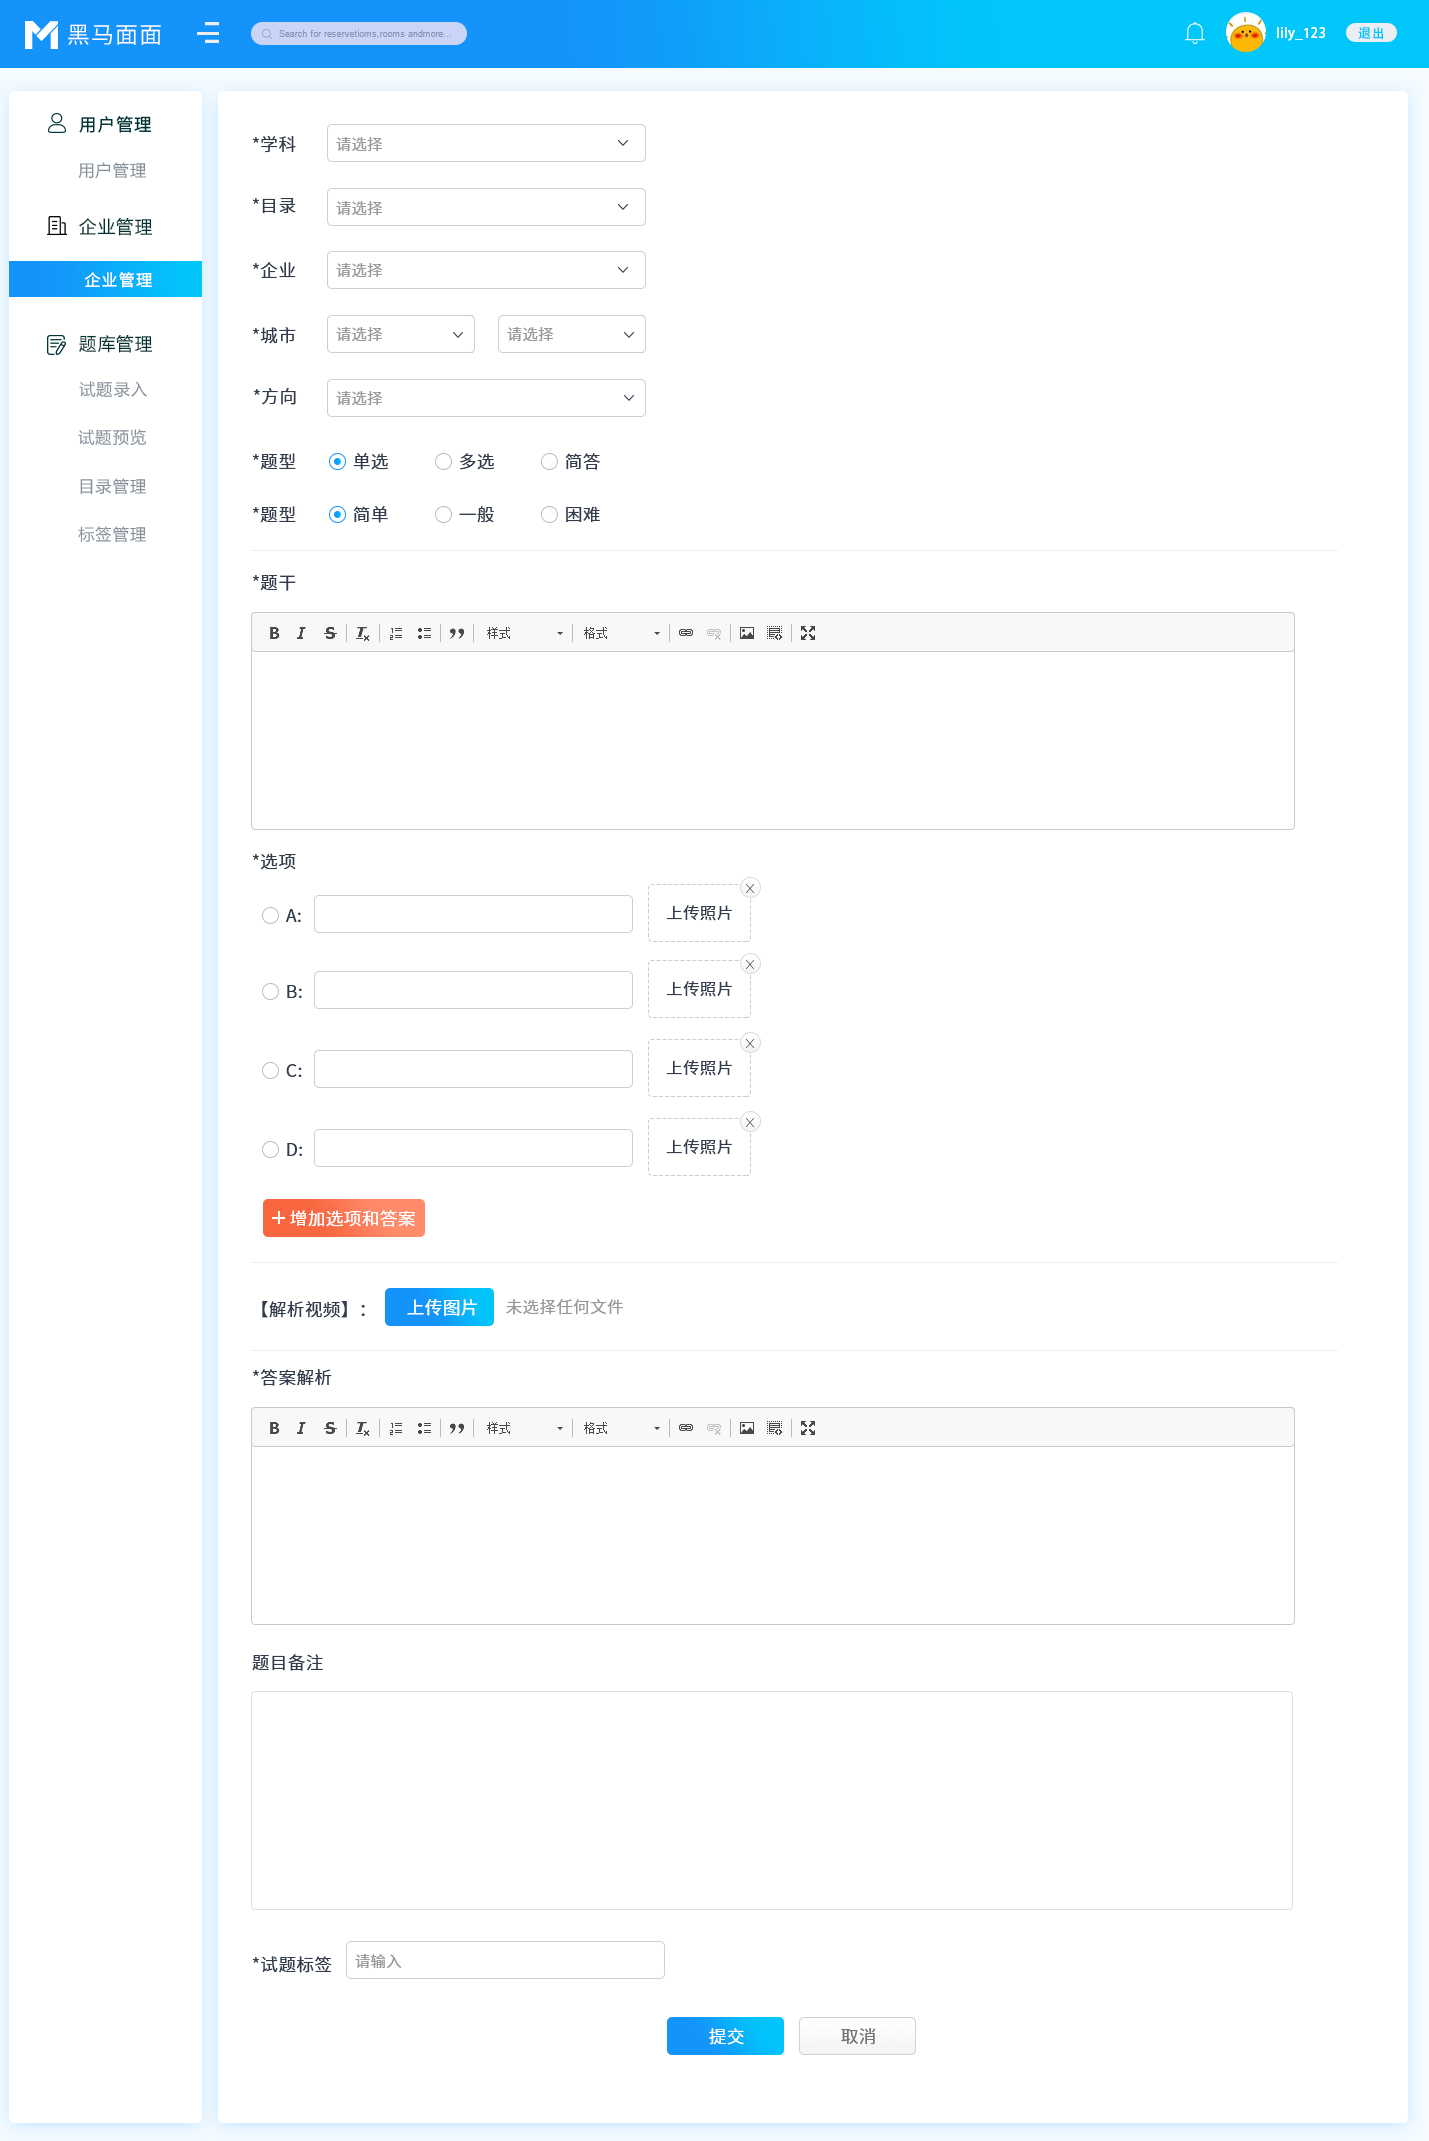 黑马面面
Search for reservetioms,rooms andmore...
lily_123
退出
用户管理
用户管理
企业管理
企业管理
题库管理
试题录入
试题预览
目录管理
标签管理
*学科 请选择
*目录 请选择
*企业 请选择
*城市 请选择 请选择
*方向 请选择
*题型 单选 多选 简答
*题型 简单 一般 困难
*题干
样式 格式
*选项
A: 上传照片
B: 上传照片
C: 上传照片
D: 上传照片
+ 增加选项和答案
【解析视频】： 上传图片 未选择任何文件
*答案解析
样式 格式
题目备注
*试题标签 请输入
提交 取消